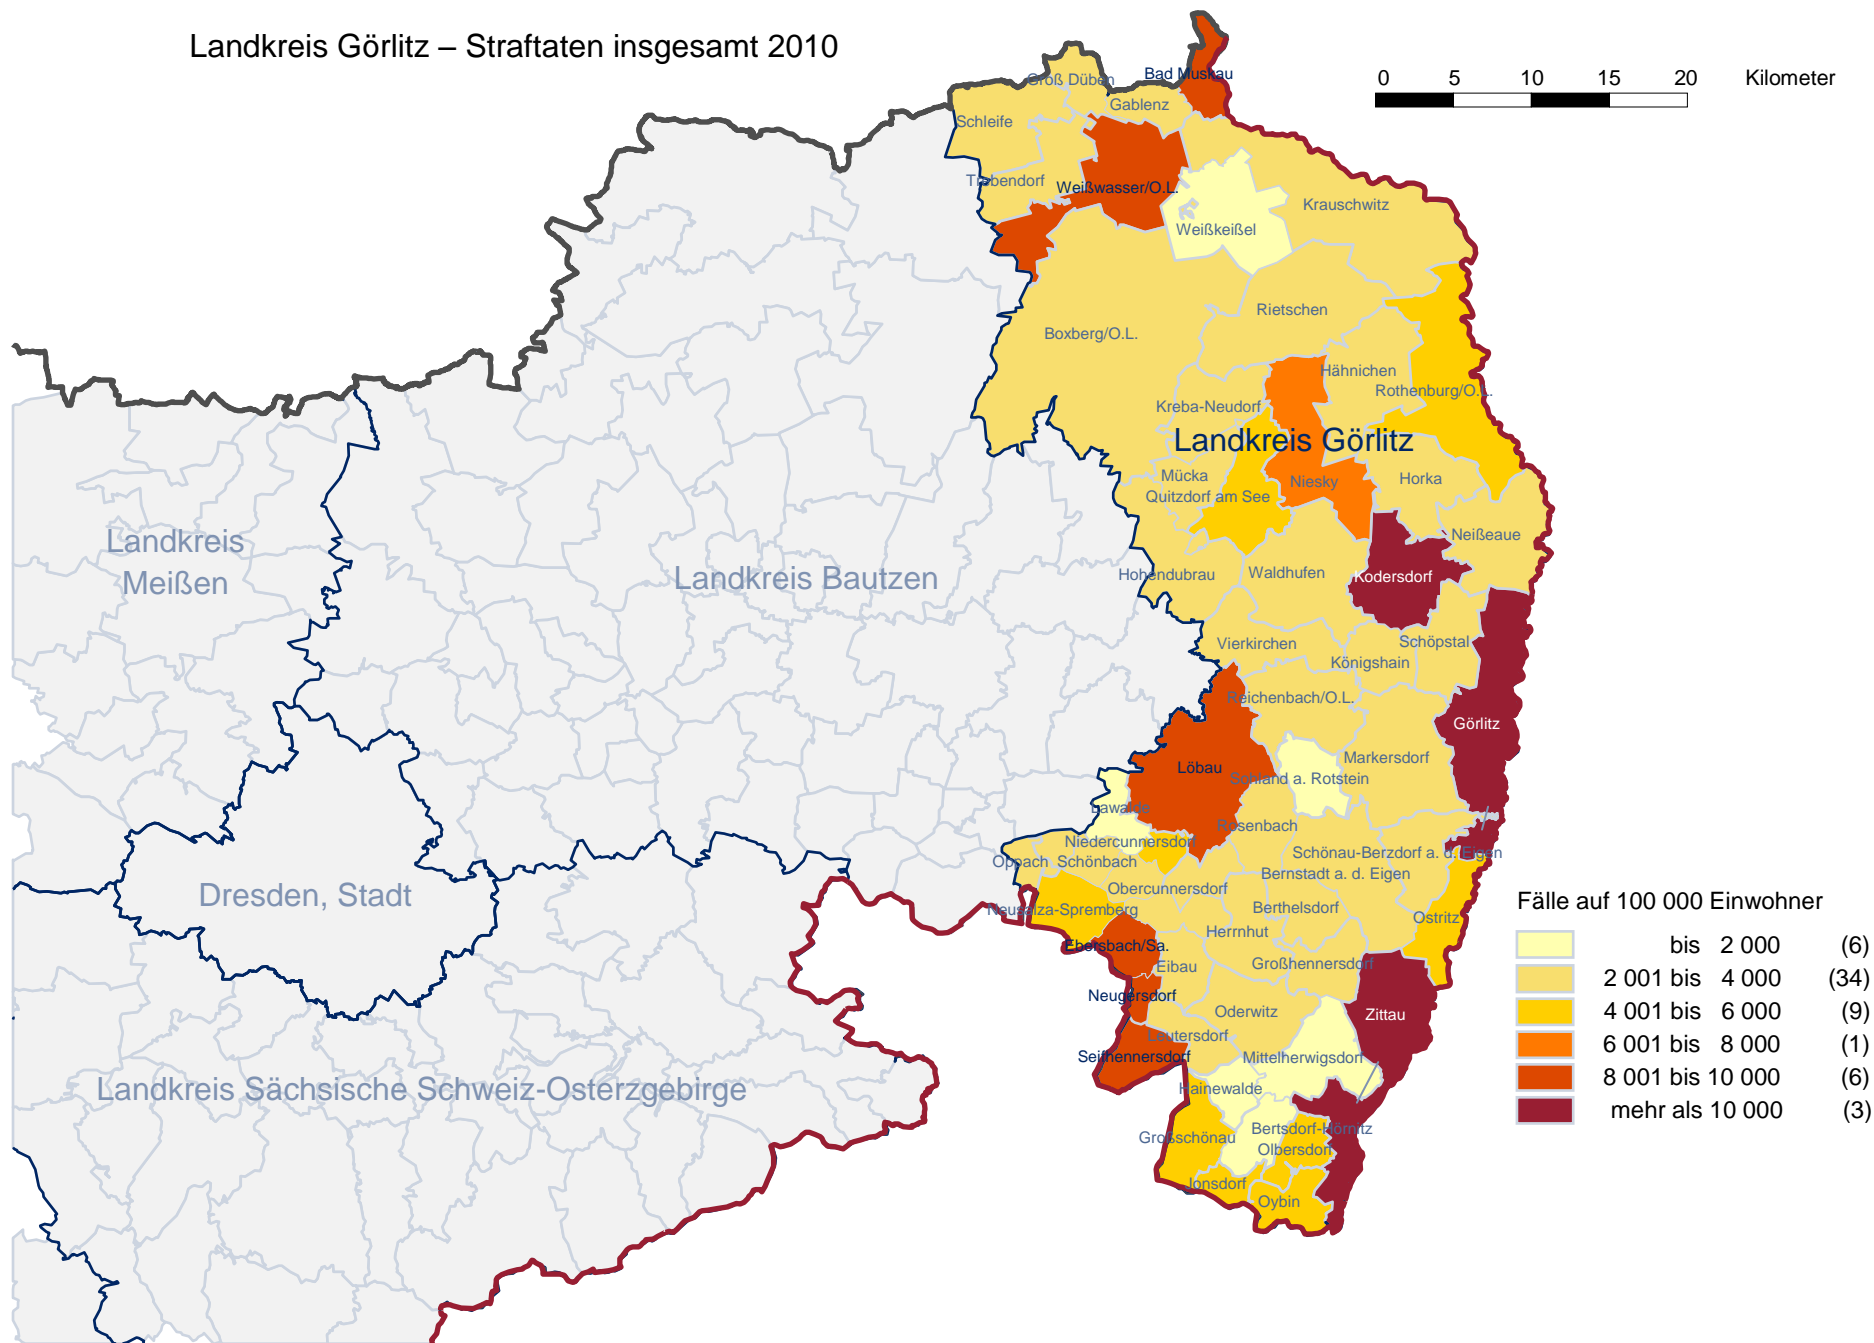 Landkreis Görlitz – Straftaten insgesamt 2010
0 5 10 15 20 Kilometer
Groß Düben
Bad Muskau
Gablenz
Schleife
Trebendorf
Weißwasser/O.L.
Krauschwitz
Weißkeißel
Rietschen
Boxberg/O.L.
Hähnichen
Rothenburg/O.L.
Kreba-Neudorf
Landkreis Görlitz
Mücka
Niesky
Horka
Quitzdorf am See
Neißeaue
Landkreis
Meißen
Landkreis Bautzen
Hohendubrau
Waldhufen
Kodersdorf
Vierkirchen
Schöpstal
Königshain
Reichenbach/O.L.
Görlitz
Markersdorf
Löbau
Sohland a. Rotstein
Lawalde
Rosenbach
Niedercunnersdorf
Schönau-Berzdorf a. d. Eigen
Oppach
Schönbach
Bernstadt a. d. Eigen
Obercunnersdorf
Dresden, Stadt
Neusalza-Spremberg
Berthelsdorf
Ostritz
Herrnhut
Ebersbach/Sa.
Eibau
Großhennersdorf
Neugersdorf
Oderwitz
Zittau
Leutersdorf
Seifhennersdorf
Mittelherwigsdorf
Landkreis Sächsische Schweiz-Osterzgebirge
Hainewalde
Bertsdorf-Hörnitz
Großschönau
Olbersdorf
Jonsdorf
Oybin
Fälle auf 100 000 Einwohner
bis 2 000 (6)
2 001 bis 4 000 (34)
4 001 bis 6 000 (9)
6 001 bis 8 000 (1)
8 001 bis 10 000 (6)
mehr als 10 000 (3)